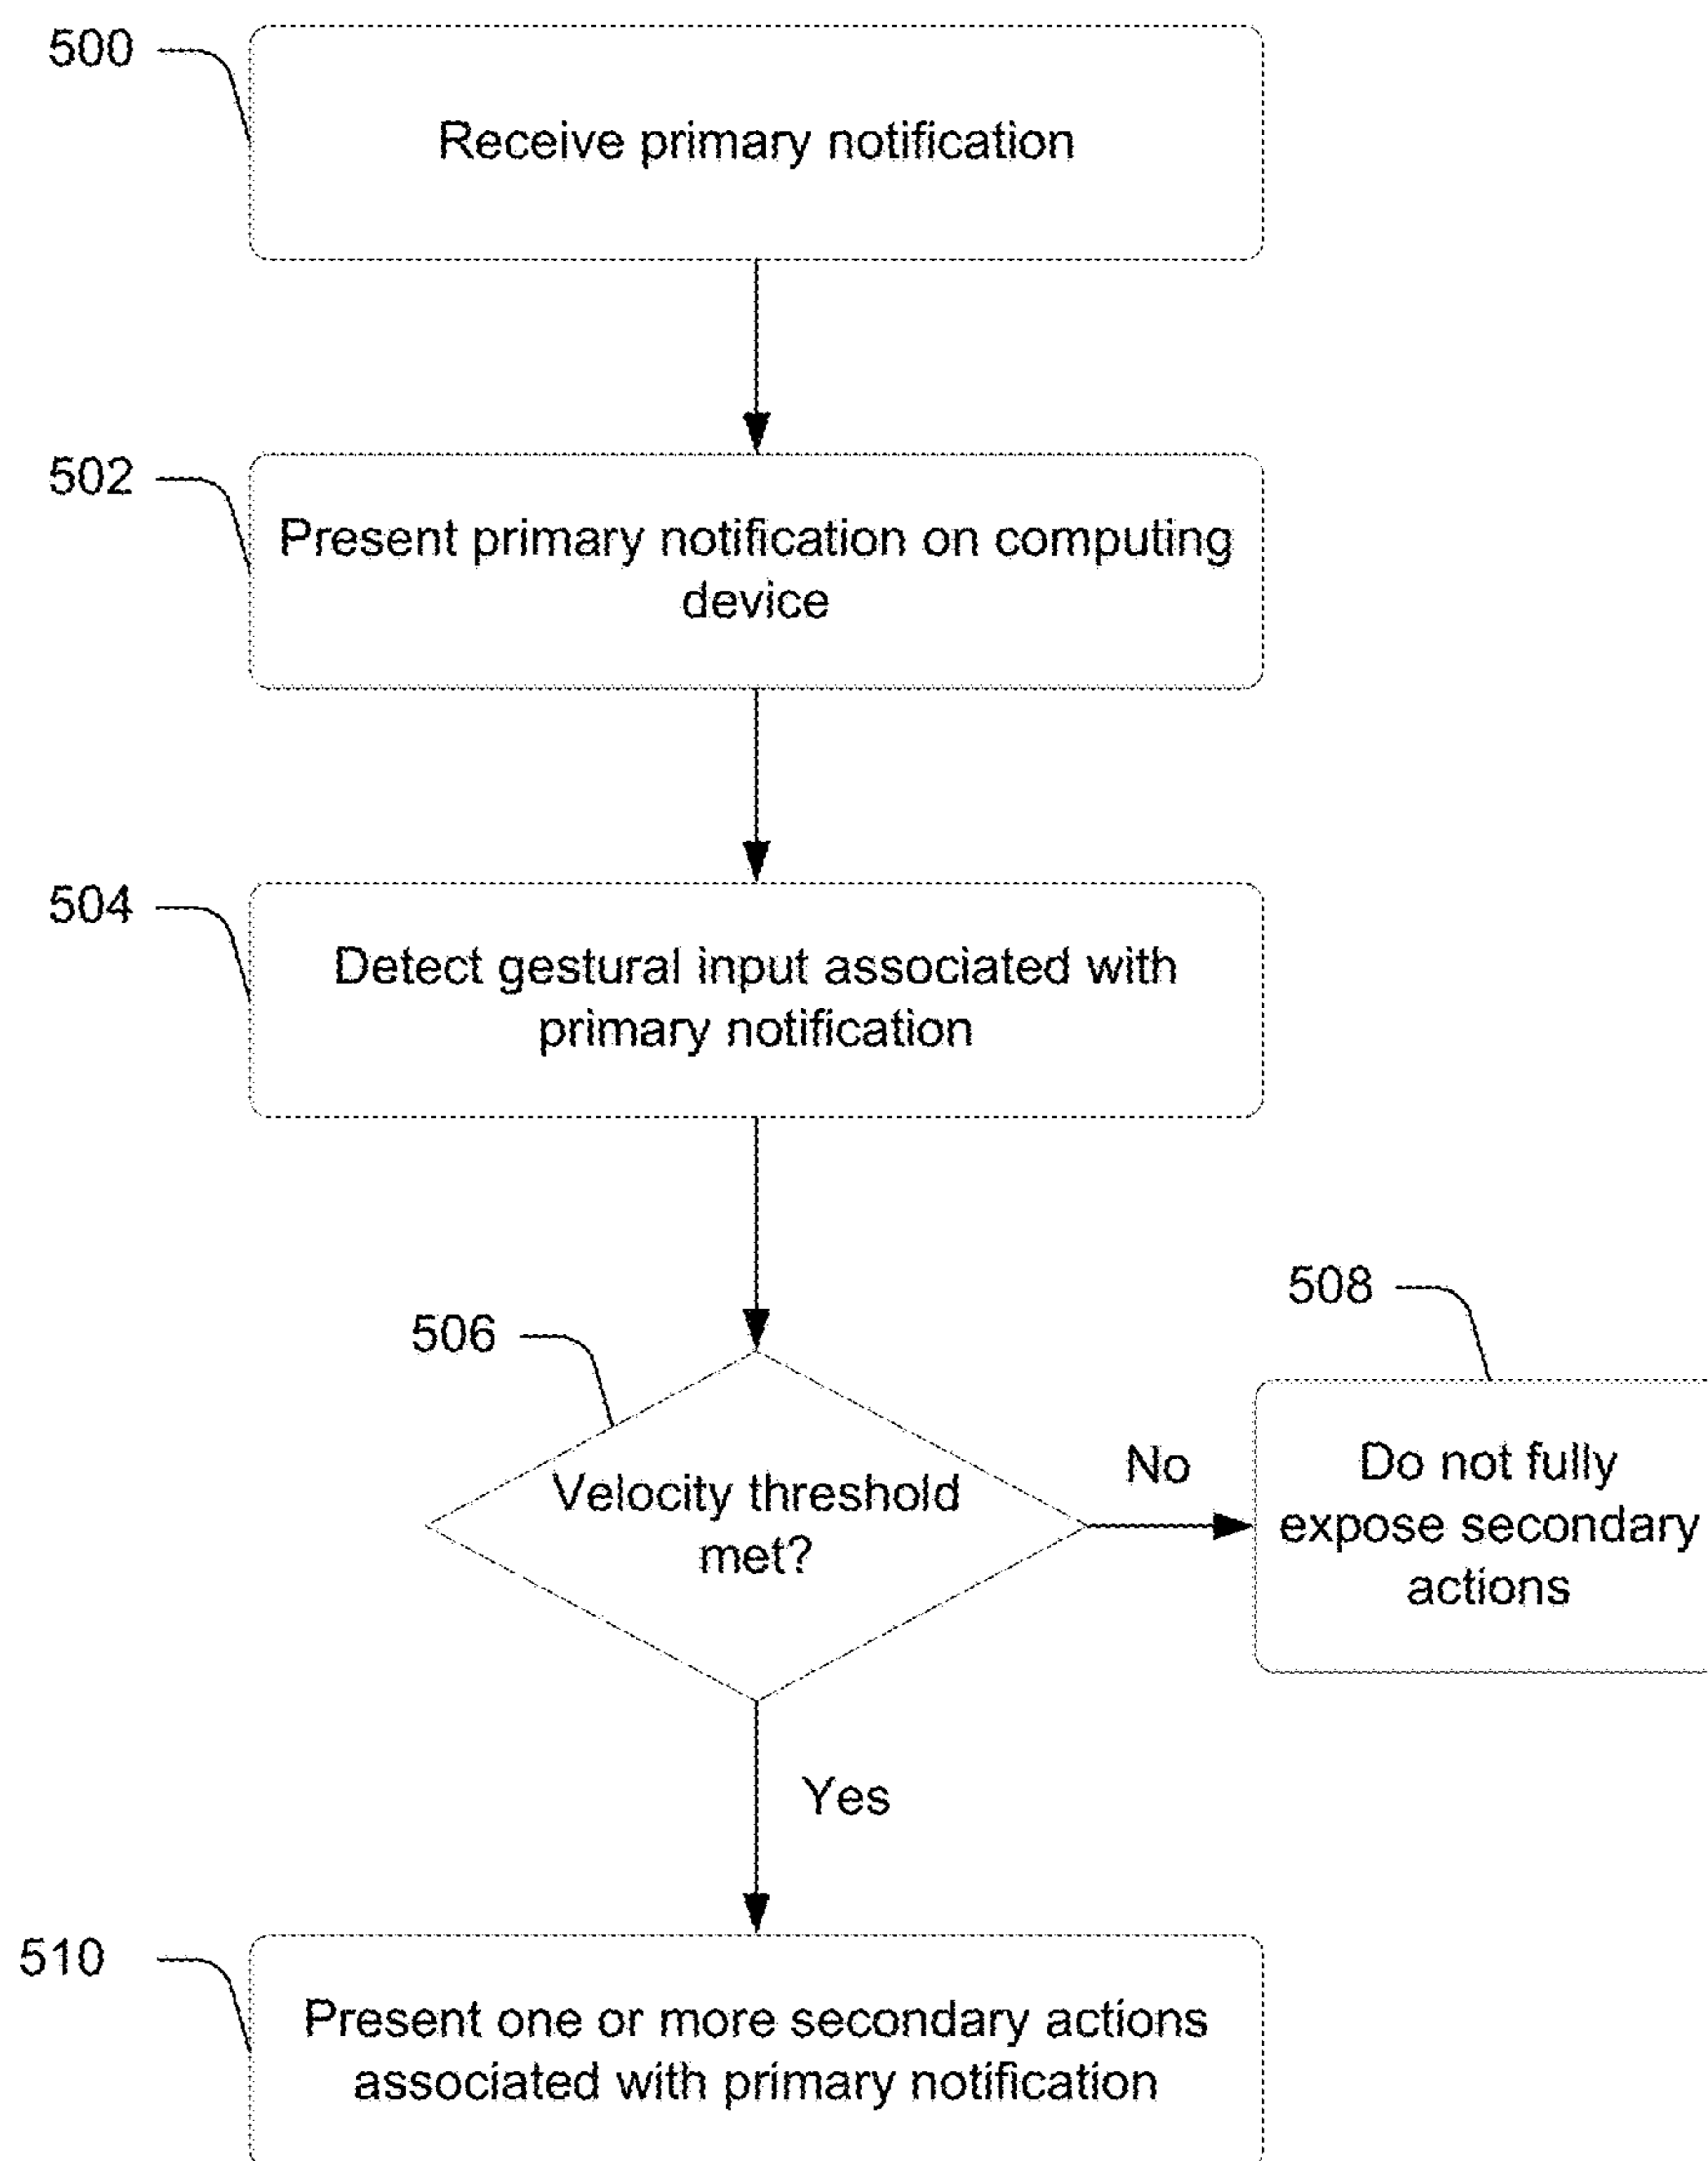 500
Receive primary notification
502
Present primary notification on computing
device
504
Detect gestural input associated with
primary notification
506
Velocity threshold
met?
No
508
Do not fully
expose secondary
actions
Yes
510
Present one or more secondary actions
associated with primary notification